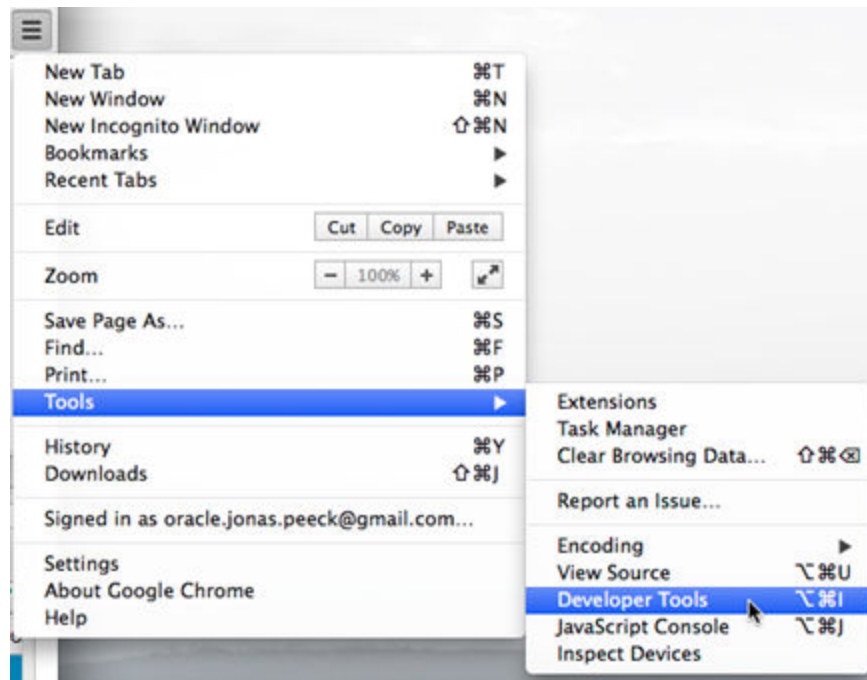 New Tab ⌘T
New Window ⌘N
New Incognito Window ⇧⌘N
Bookmarks ▶
Recent Tabs ▶
Edit Cut Copy Paste
Zoom − 100% +
Save Page As... ⌘S
Find... ⌘F
Print... ⌘P
Tools ▶
History ⌘Y
Downloads ⇧⌘J
Signed in as oracle.jonas.peeck@gmail.com...
Settings
About Google Chrome
Help
Extensions
Task Manager
Clear Browsing Data... ⇧⌘⌫
Report an Issue...
Encoding ▶
View Source ⌥⌘U
Developer Tools ⌥⌘I
JavaScript Console ⌥⌘J
Inspect Devices